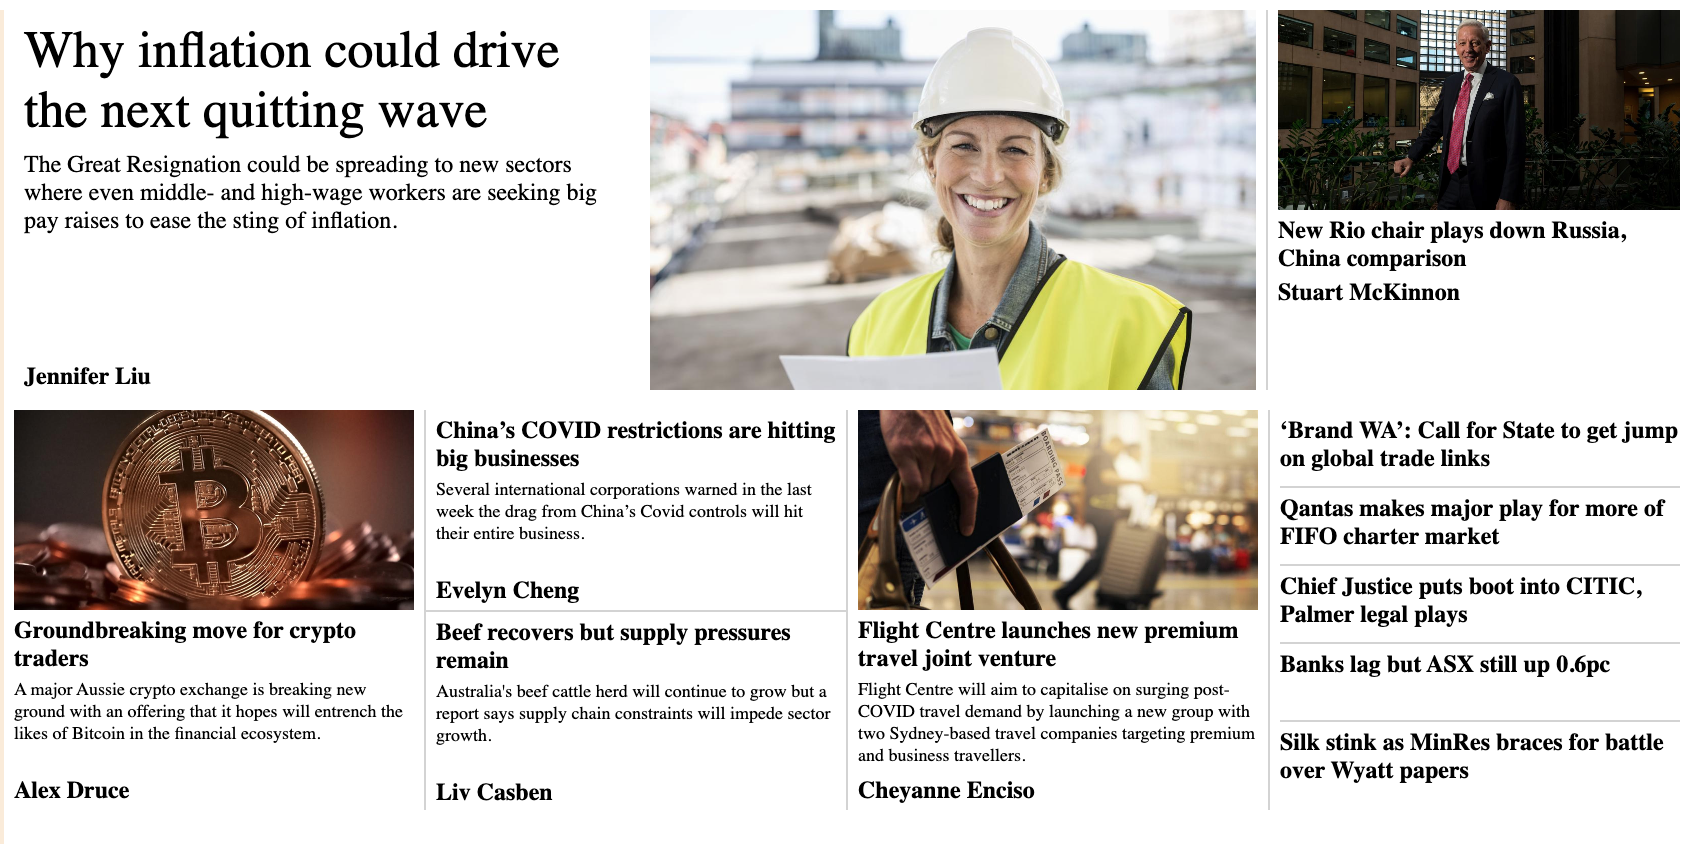 Why inflation could drive
the next quitting wave
The Great Resignation could be spreading to new sectors
where even middle- and high-wage workers are seeking big
pay raises to ease the sting of inflation.
Jennifer Liu
New Rio chair plays down Russia,
China comparison
Stuart McKinnon
Groundbreaking move for crypto
traders
A major Aussie crypto exchange is breaking new
ground with an offering that it hopes will entrench the
likes of Bitcoin in the financial ecosystem.
Alex Druce
China’s COVID restrictions are hitting
big businesses
Several international corporations warned in the last
week the drag from China’s Covid controls will hit
their entire business.
Evelyn Cheng
Beef recovers but supply pressures
remain
Australia's beef cattle herd will continue to grow but a
report says supply chain constraints will impede sector
growth.
Liv Casben
BOARDING PASS
Flight Centre launches new premium
travel joint venture
Flight Centre will aim to capitalise on surging post-
COVID travel demand by launching a new group with
two Sydney-based travel companies targeting premium
and business travellers.
Cheyanne Enciso
‘Brand WA’: Call for State to get jump
on global trade links
Qantas makes major play for more of
FIFO charter market
Chief Justice puts boot into CITIC,
Palmer legal plays
Banks lag but ASX still up 0.6pc
Silk stink as MinRes braces for battle
over Wyatt papers